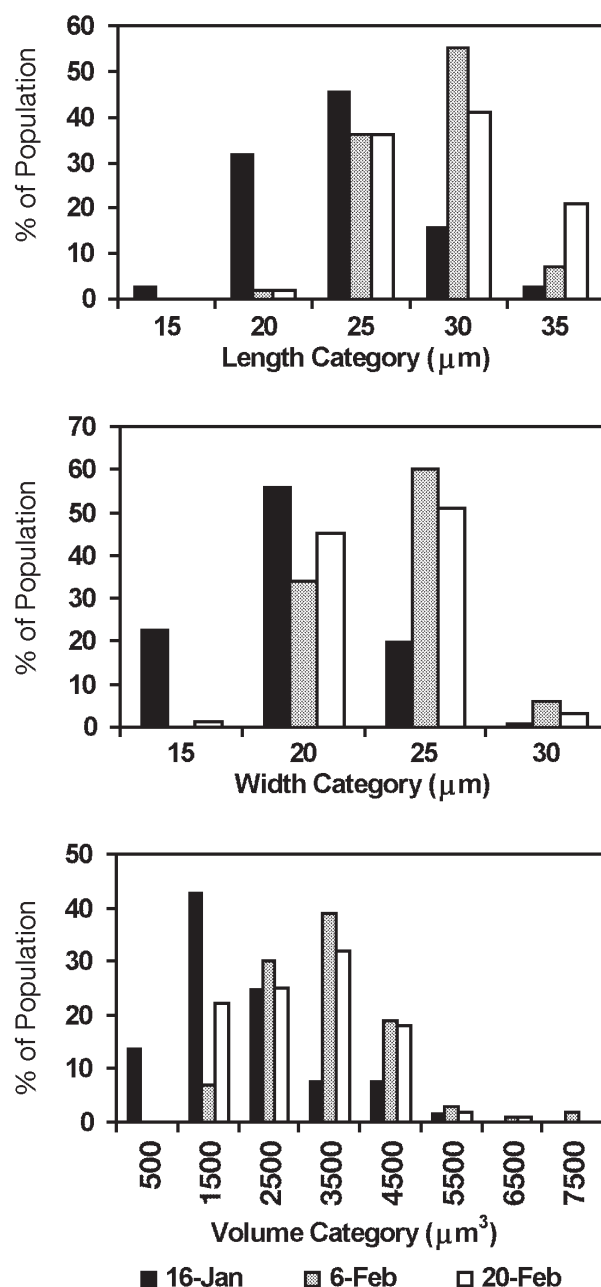 60
50
40
30
20
10
0
% of Population
15 20 25 30 35
Length Category (μm)
70
60
50
40
30
20
10
0
% of Population
15 20 25 30
Width Category (μm)
50
40
30
20
10
0
% of Population
500 1500 2500 3500 4500 5500 6500 7500
Volume Category (μm³)
16-Jan 6-Feb 20-Feb